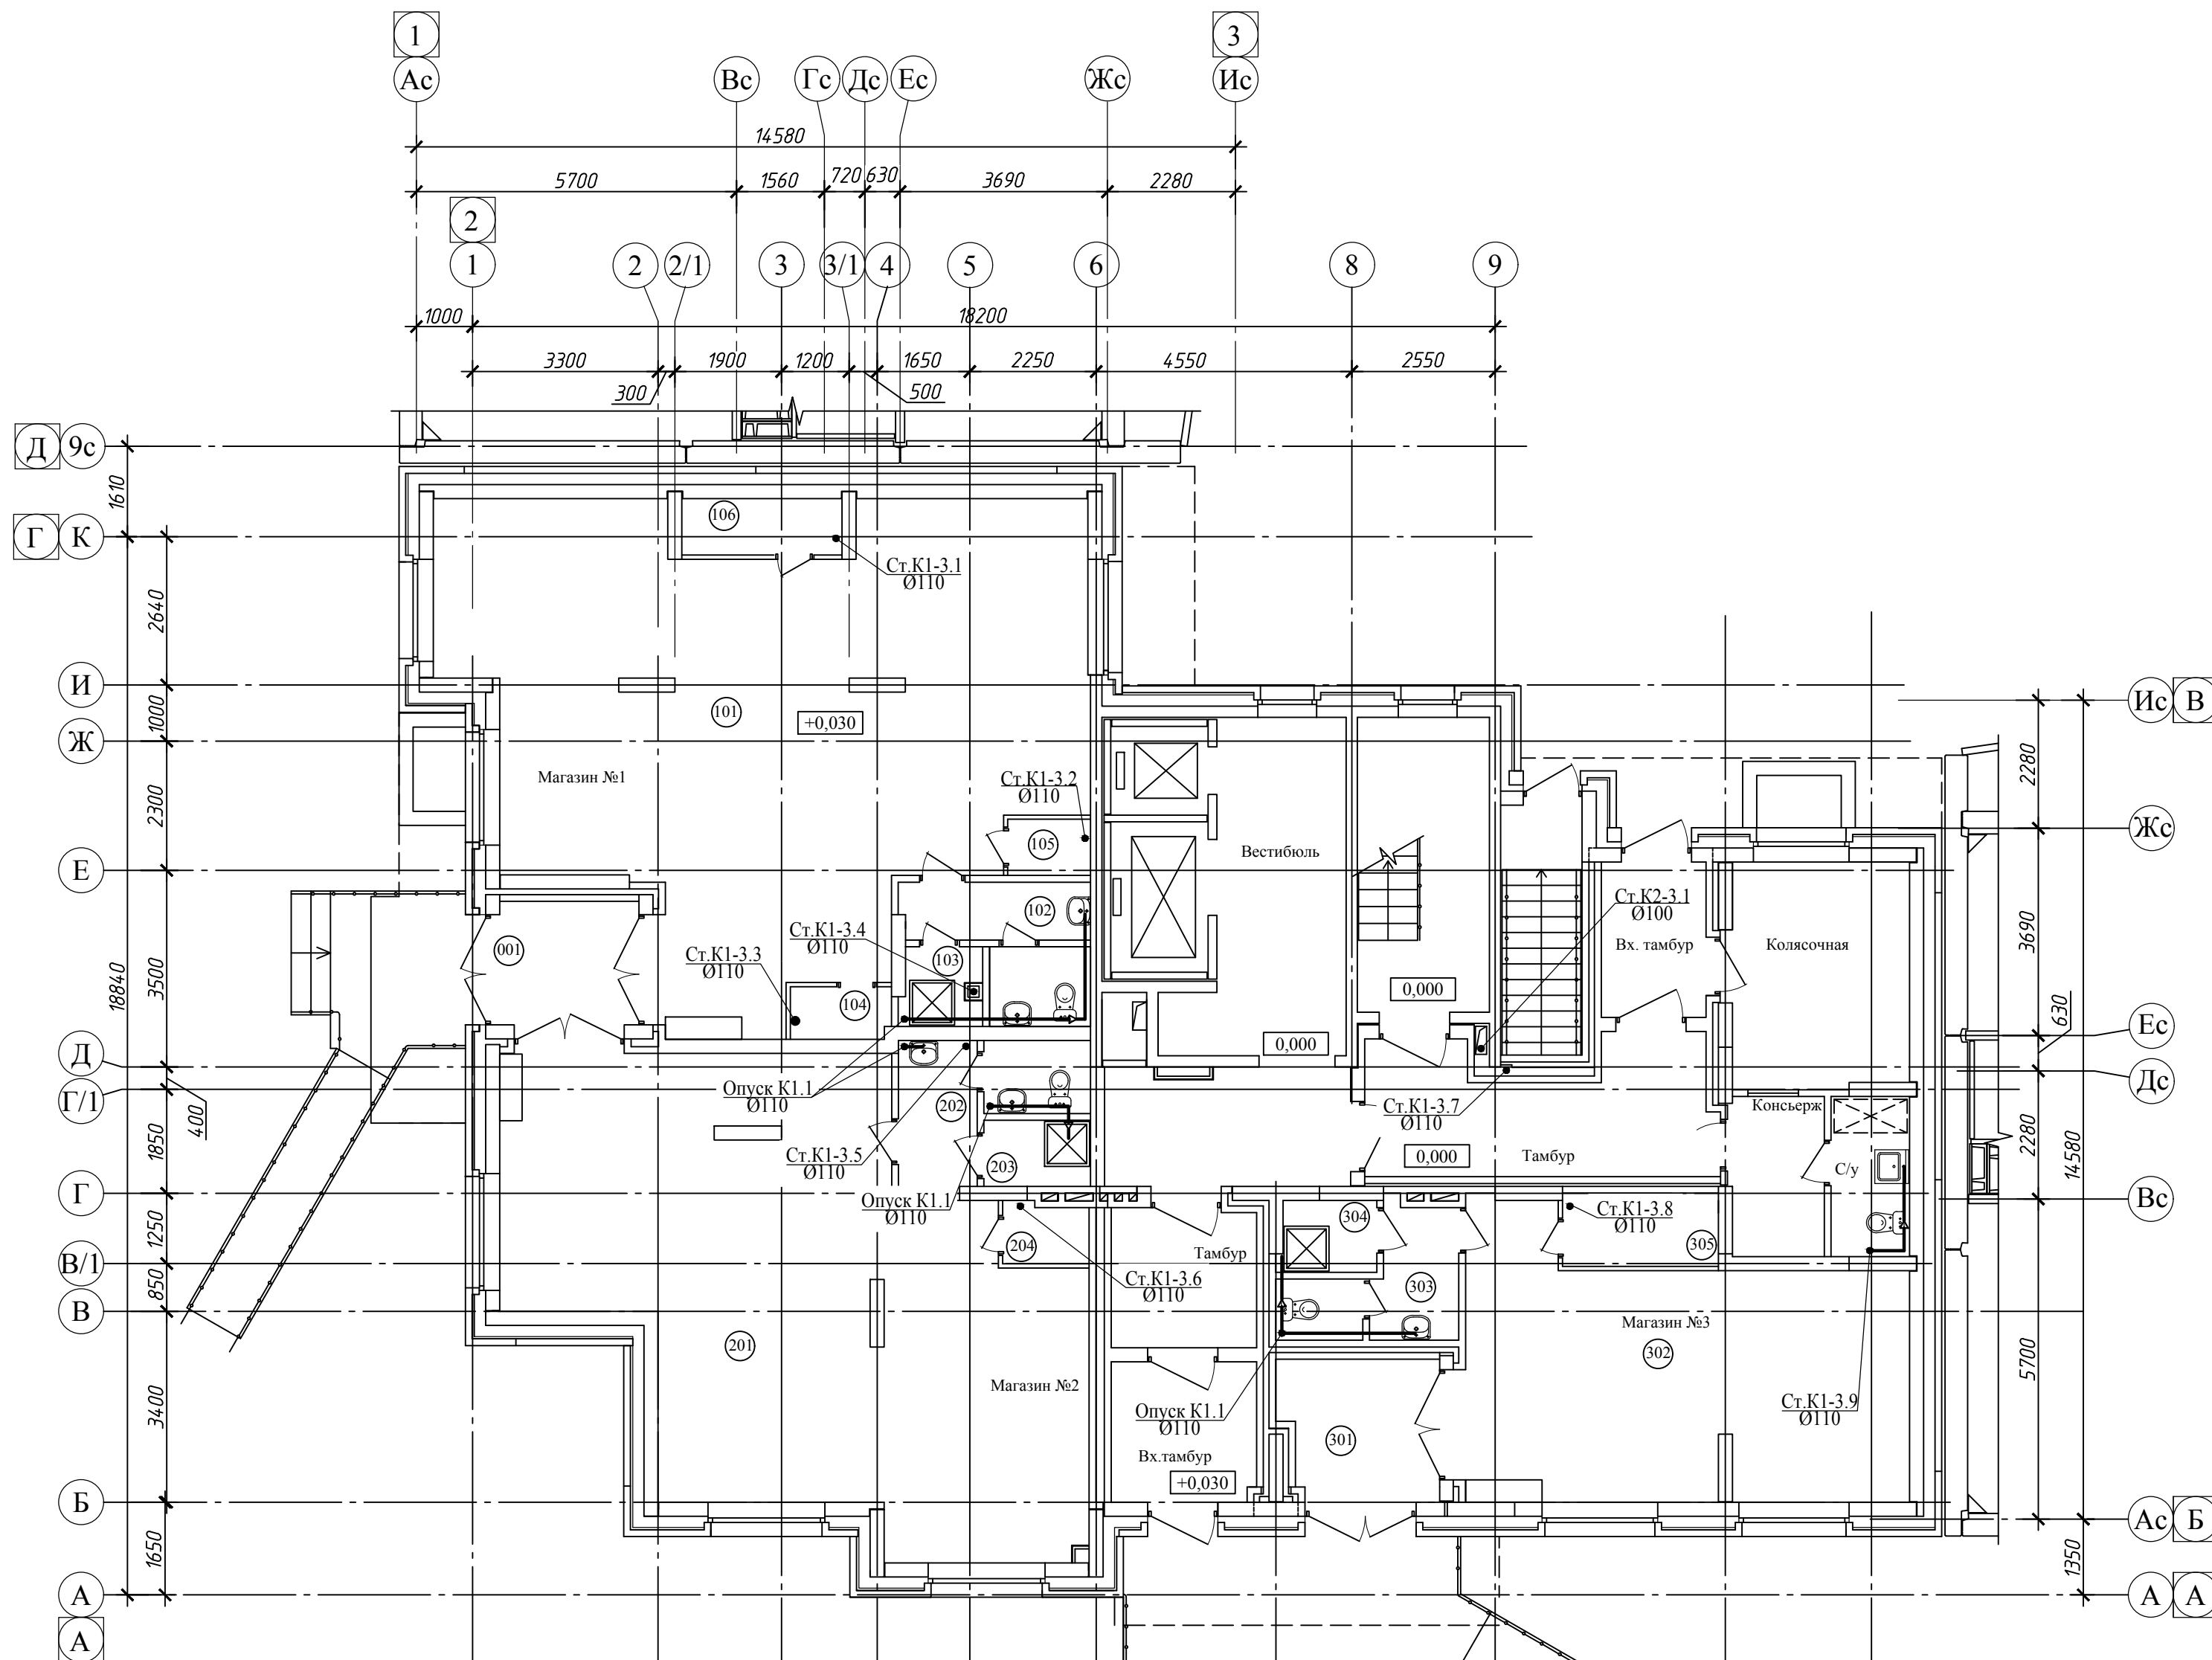 1
3
Ас
Вс
Гс
Дс
Ес
Жс
Ис
14580
5700
1560
720
630
3690
2280
2
1
2
2/1
3
3/1
4
5
6
8
9
1000
18200
3300
1900
1200
1650
2250
4550
2550
300
500
Д
9с
1610
Г
К
106
Ст.К1-3.1
Ø110
2640
И
101
+0,030
Ис
В
1000
Ж
Магазин №1
Ст.К1-3.2
Ø110
2280
2300
105
Вестибюль
Жс
Е
Ст.К2-3.1
Ø100
102
Ст.К1-3.4
Ø110
001
Ст.К1-3.3
Ø110
103
Вх. тамбур
Колясочная
3690
18840
3500
104
0,000
630
Ес
0,000
Д
Дс
Г/1
Опуск К1.1
Ø110
202
Ст.К1-3.7
Ø110
Консьерж
400
1850
2280
14580
Ст.К1-3.5
Ø110
203
0,000
Тамбур
С/у
Г
Опуск К1.1
Ø110
Вс
1250
204
304
Ст.К1-3.8
Ø110
305
Тамбур
В/1
Ст.К1-3.6
Ø110
303
850
В
Магазин №3
201
302
5700
Магазин №2
3400
Опуск К1.1
Ø110
Ст.К1-3.9
Ø110
301
Вх.тамбур
+0,030
Б
Ас
Б
1650
1350
А
А
А
А